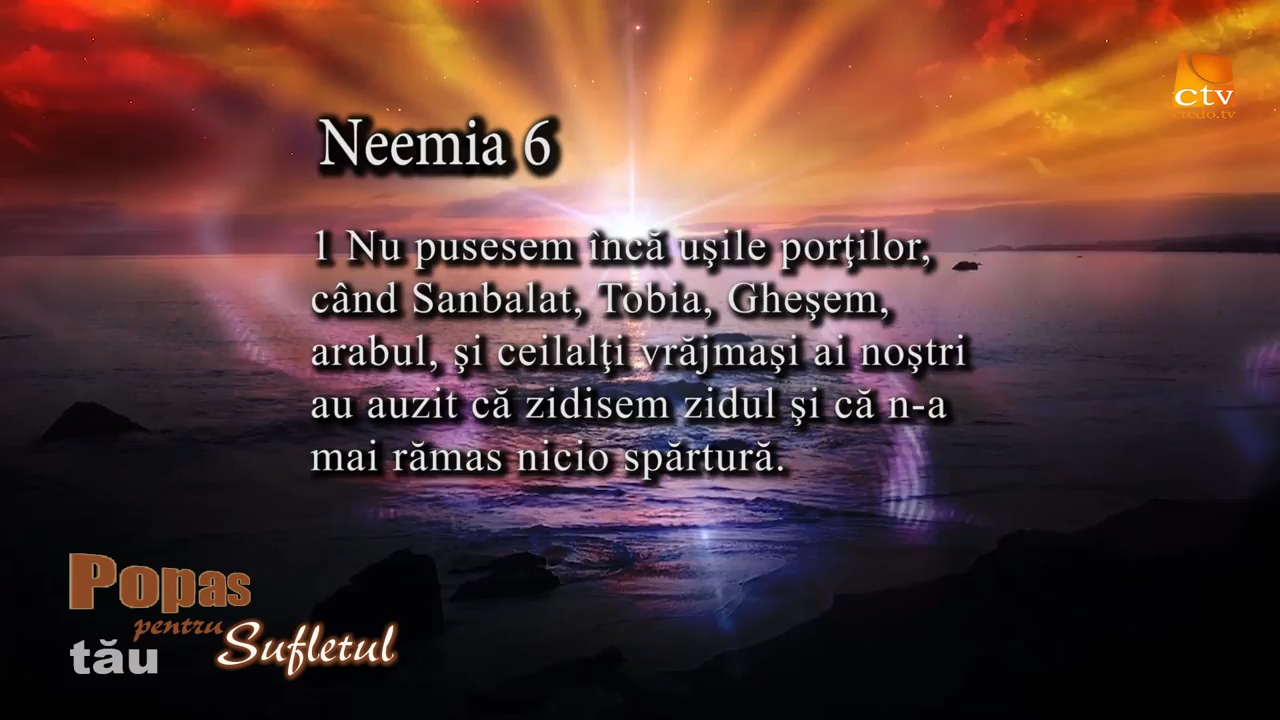 ctv
credo.tv
Neemia 6
1 Nu pusesem încă uşile porţilor,
când Sanbalat, Tobia, Gheşem,
arabul, şi ceilalţi vrăjmaşi ai noştri
au auzit că zidisem zidul şi că n-a
mai rămas nicio spărtură.
Popas
pentru
tău Sufletul